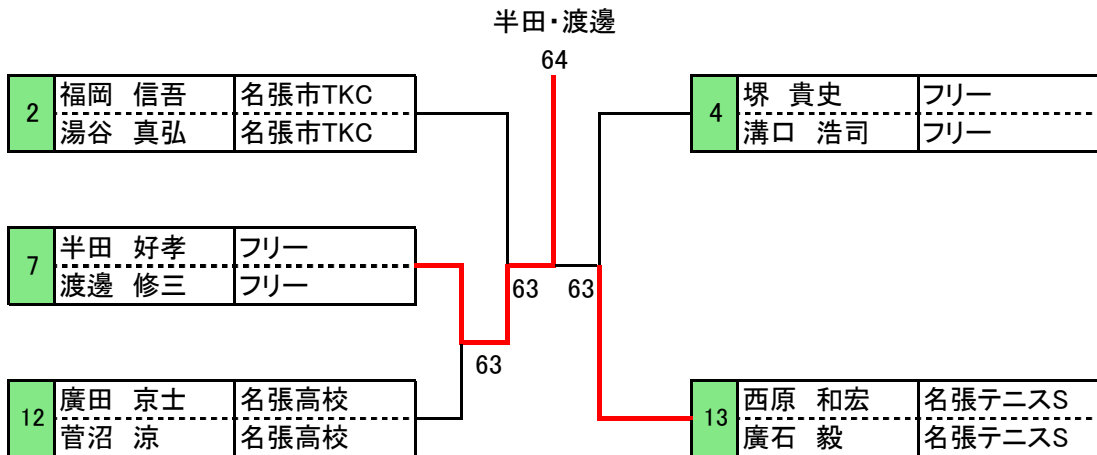 半田・渡邊
64
2 福岡 信吾 名張市TKC
湯谷 真弘 名張市TKC
4 堺 貴史 フリー
溝口 浩司 フリー
7 半田 好孝 フリー
渡邊 修三 フリー
63 63
63
12 廣田 京士 名張高校
菅沼 涼 名張高校
13 西原 和宏 名張テニスS
廣石 毅 名張テニスS